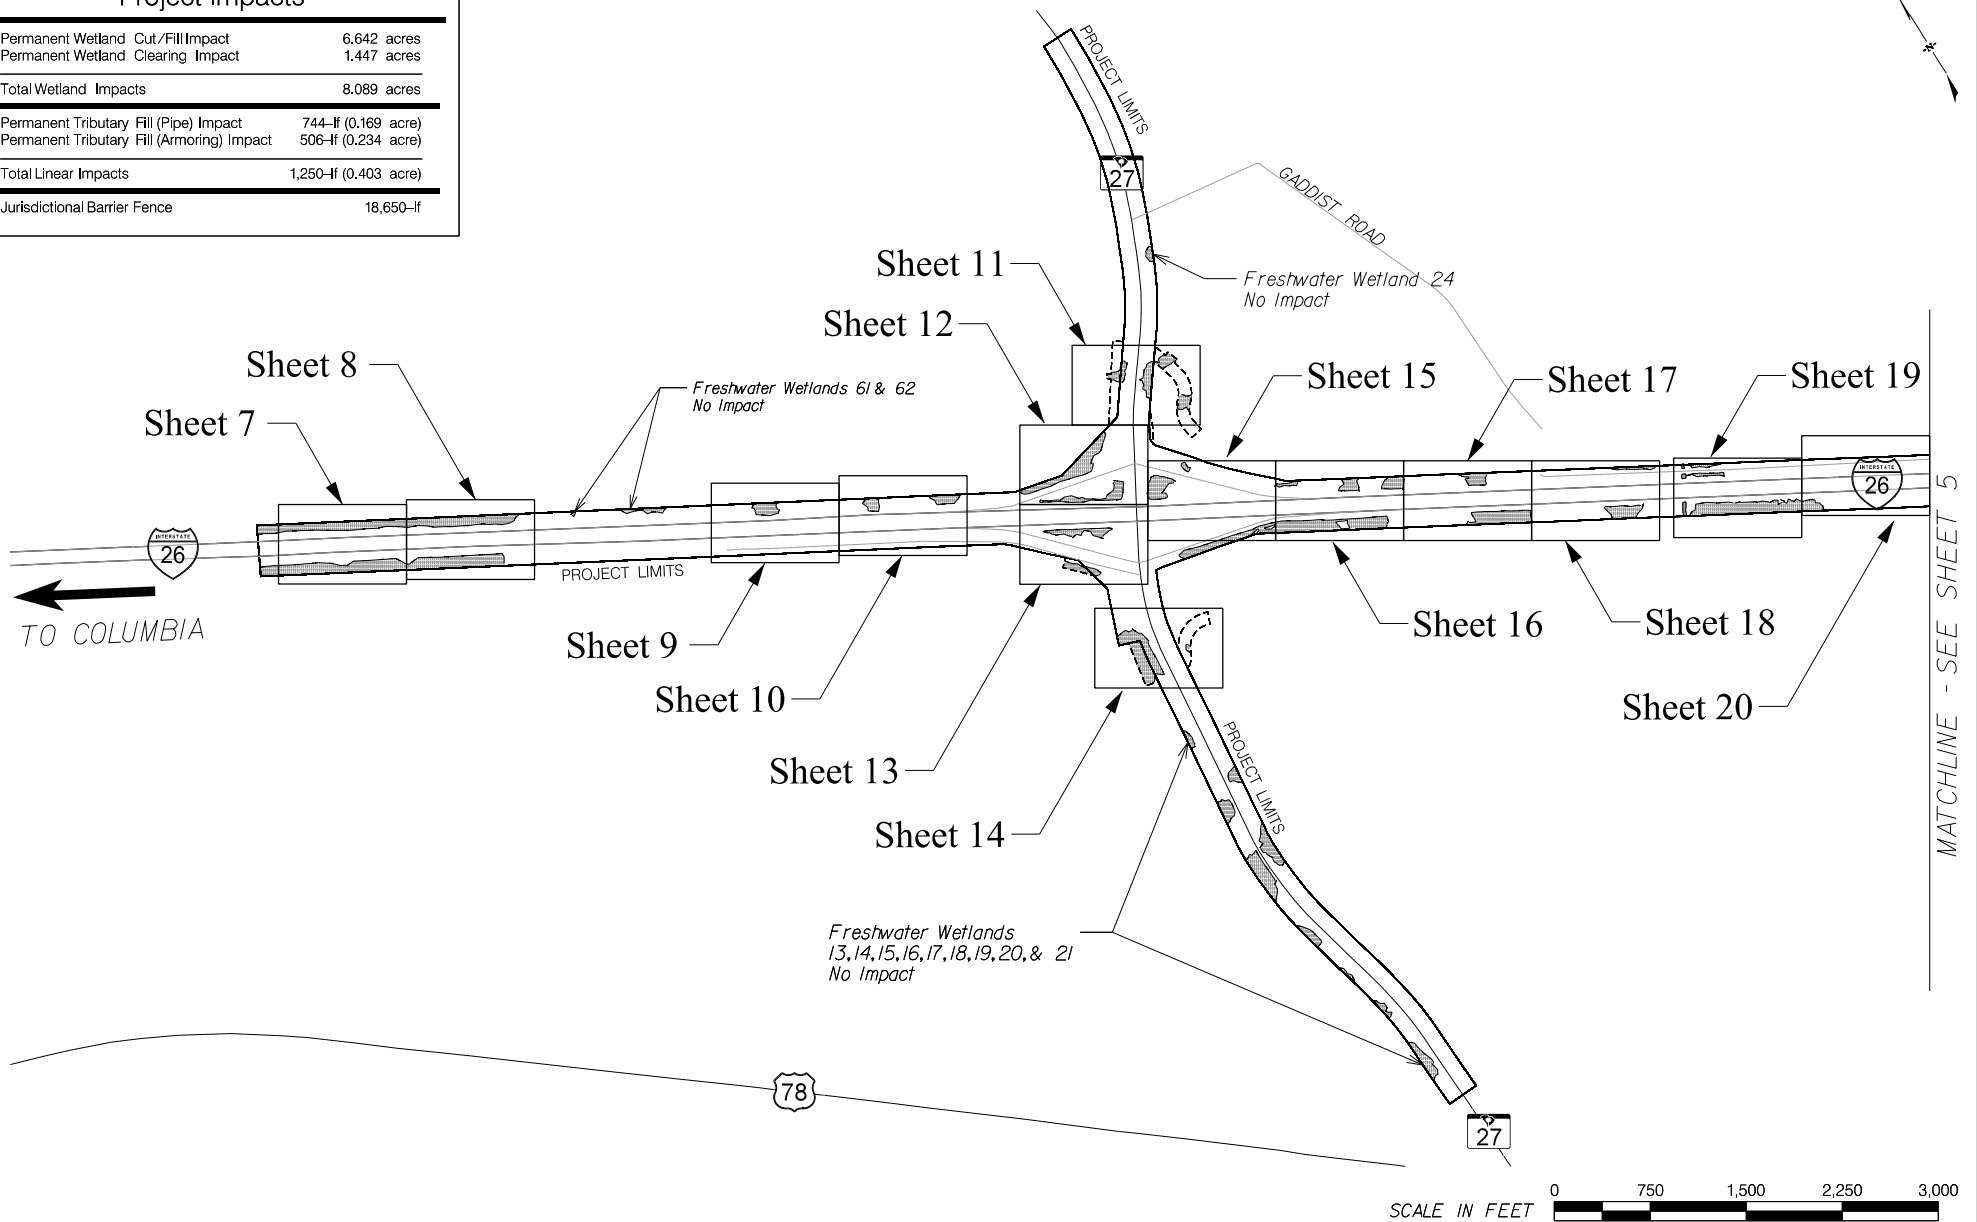 Project Impacts
Permanent Wetland Cut/Fill Impact 6.642 acres
Permanent Wetland Clearing Impact 1.447 acres
Total Wetland Impacts 8.089 acres
Permanent Tributary Fill (Pipe) Impact 744-lf (0.169 acre)
Permanent Tributary Fill (Armoring) Impact 506-lf (0.234 acre)
Total Linear Impacts 1,250-lf (0.403 acre)
Jurisdictional Barrier Fence 18,650-lf
PROJECT LIMITS
27
GADDIST ROAD
Freshwater Wetland 24
No Impact
Sheet 11
Sheet 12
Sheet 8
Sheet 7
Freshwater Wetlands 61 & 62
No Impact
Sheet 15
Sheet 17
Sheet 19
INTERSTATE
26
INTERSTATE
26
TO COLUMBIA
PROJECT LIMITS
Sheet 9
Sheet 10
Sheet 13
Sheet 14
Sheet 16
Sheet 18
Sheet 20
MATCHLINE - SEE SHEET 5
PROJECT LIMITS
Freshwater Wetlands
13,14,15,16,17,18,19,20,& 21
No Impact
78
27
SCALE IN FEET
0 750 1,500 2,250 3,000